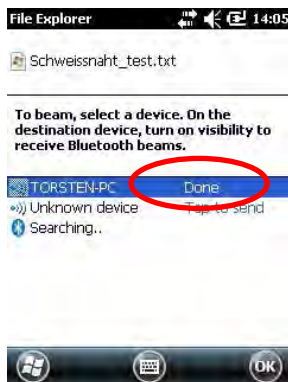 File Explorer 14:05
Schweissnaht_test.txt
To beam, select a device. On the
destination device, turn on visibility to
receive Bluetooth beams.
TORSTEN-PC Done
Unknown device Tap to send
Searching..
OK